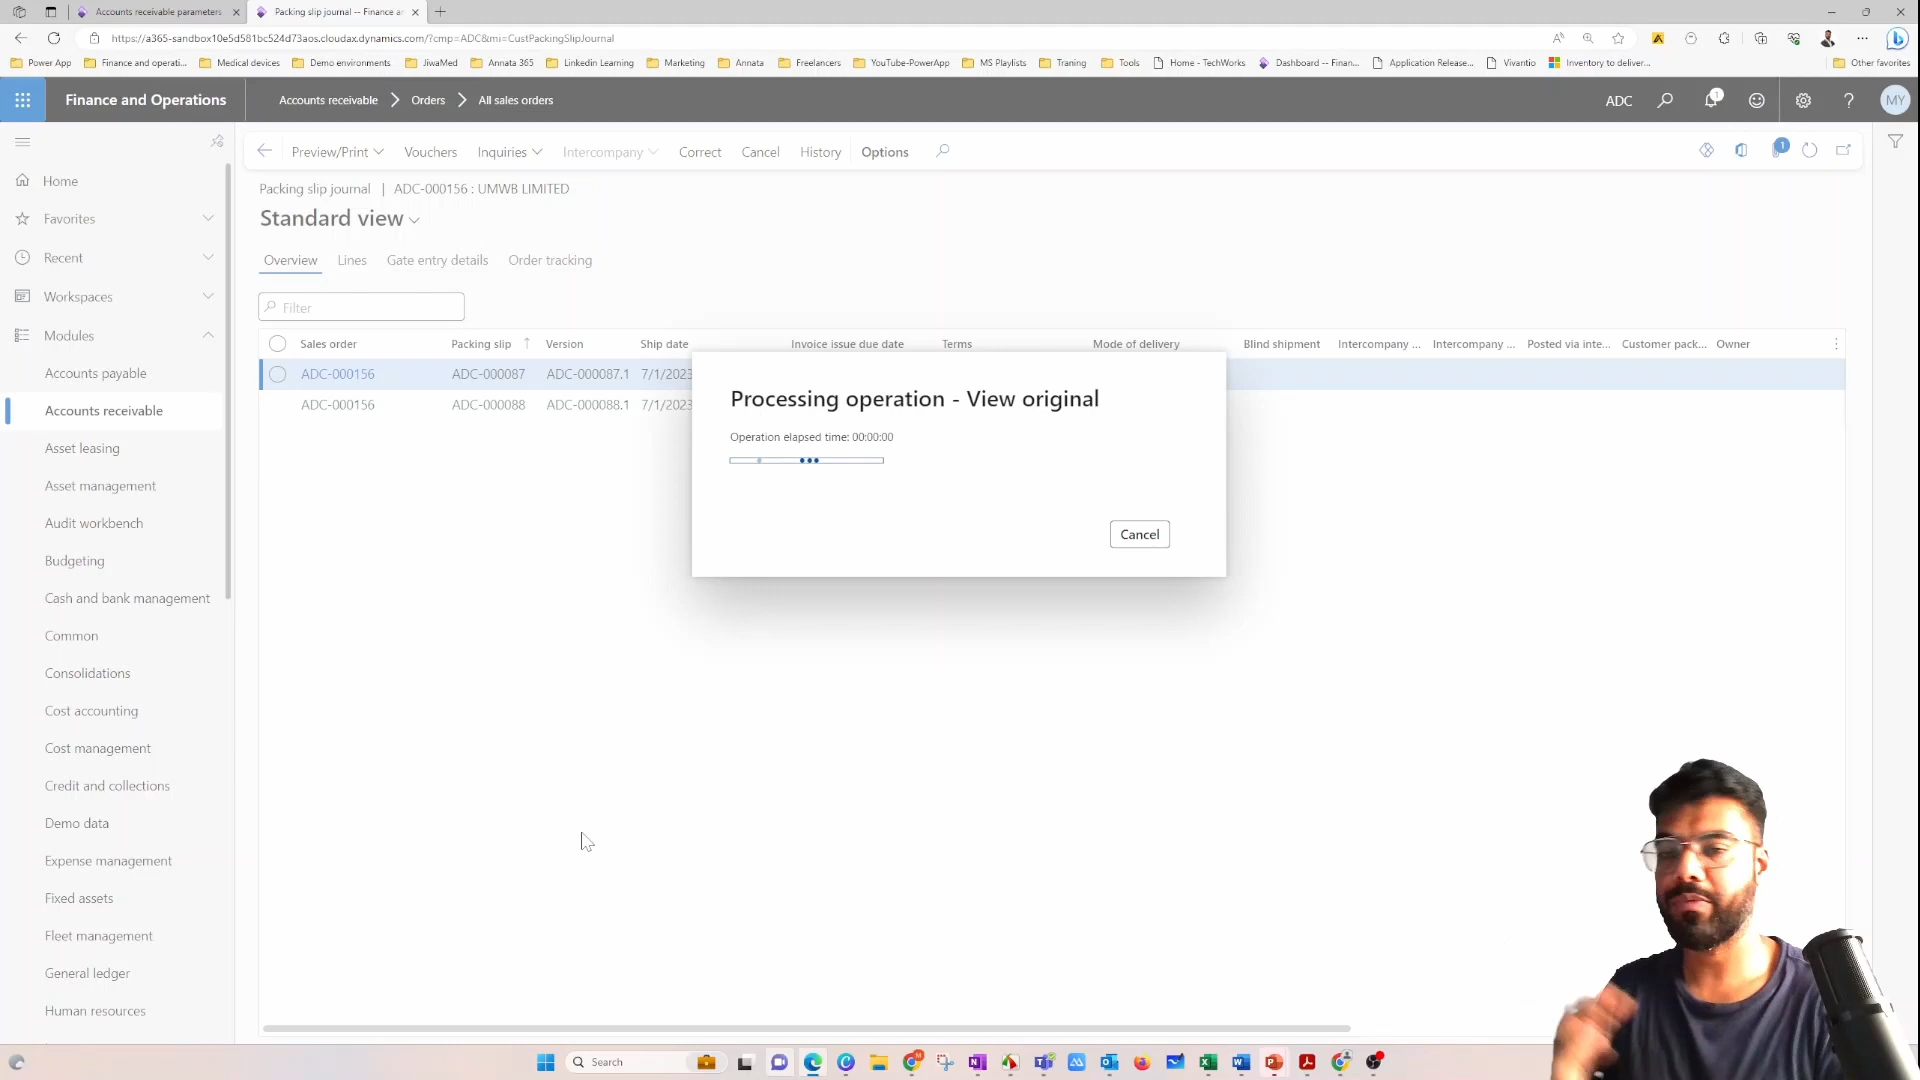 Accounts receivable parameters
Packing slip journal -- Finance ar
https://a365-sandbox10e5d581bc524d73aos.cloudax.dynamics.com/?cmp=ADC&mi=CustPackingSlipJournal
Power App
Finance and operati...
Medical devices
Demo environments
JiwaMed
Annata 365
Linkedin Learning
Marketing
Annata
Freelancers
YouTube-PowerApp
MS Playlists
Traning
Tools
Home - TechWorks
Dashboard -- Finan...
Application Release...
Vivantio
Inventory to deliver...
Other favorites
Finance and Operations
Accounts receivable
Orders
All sales orders
ADC
1
MY
Preview/Print
Vouchers
Inquiries
Intercompany
Correct
Cancel
History
Options
1
Packing slip journal | ADC-000156 : UMWB LIMITED
Standard view
Overview
Lines
Gate entry details
Order tracking
Filter
Sales order Packing slip Version Ship date Invoice issue due date Terms Mode of delivery Blind shipment Intercompany ... Intercompany ... Posted via inte... Customer pack... Owner
ADC-000156 ADC-000087 ADC-000087.1 7/1/2023
ADC-000156 ADC-000088 ADC-000088.1 7/1/2023
Processing operation - View original
Operation elapsed time: 00:00:00
Cancel
Home
Favorites
Recent
Workspaces
Modules
Accounts payable
Accounts receivable
Asset leasing
Asset management
Audit workbench
Budgeting
Cash and bank management
Common
Consolidations
Cost accounting
Cost management
Credit and collections
Demo data
Expense management
Fixed assets
Fleet management
General ledger
Human resources
Search